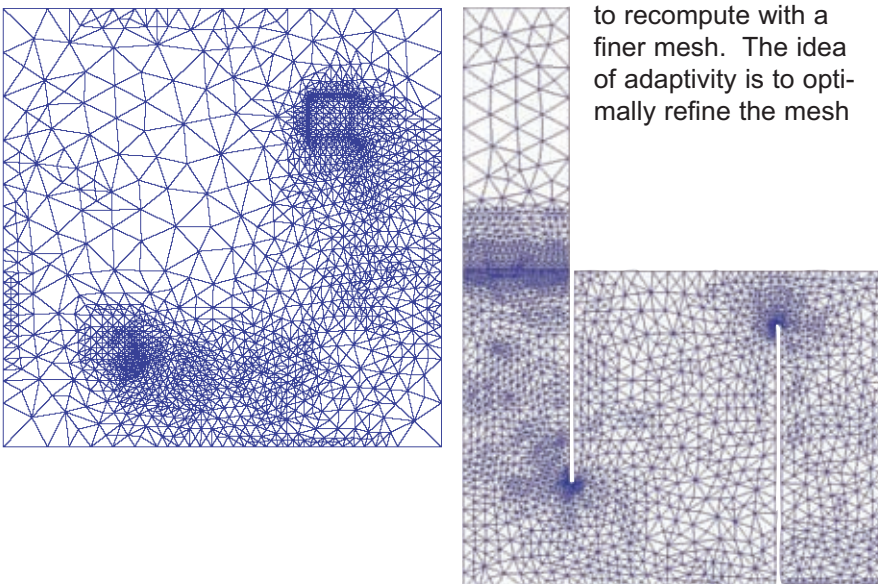 to recompute with a
finer mesh. The idea
of adaptivity is to opti-
mally refine the mesh